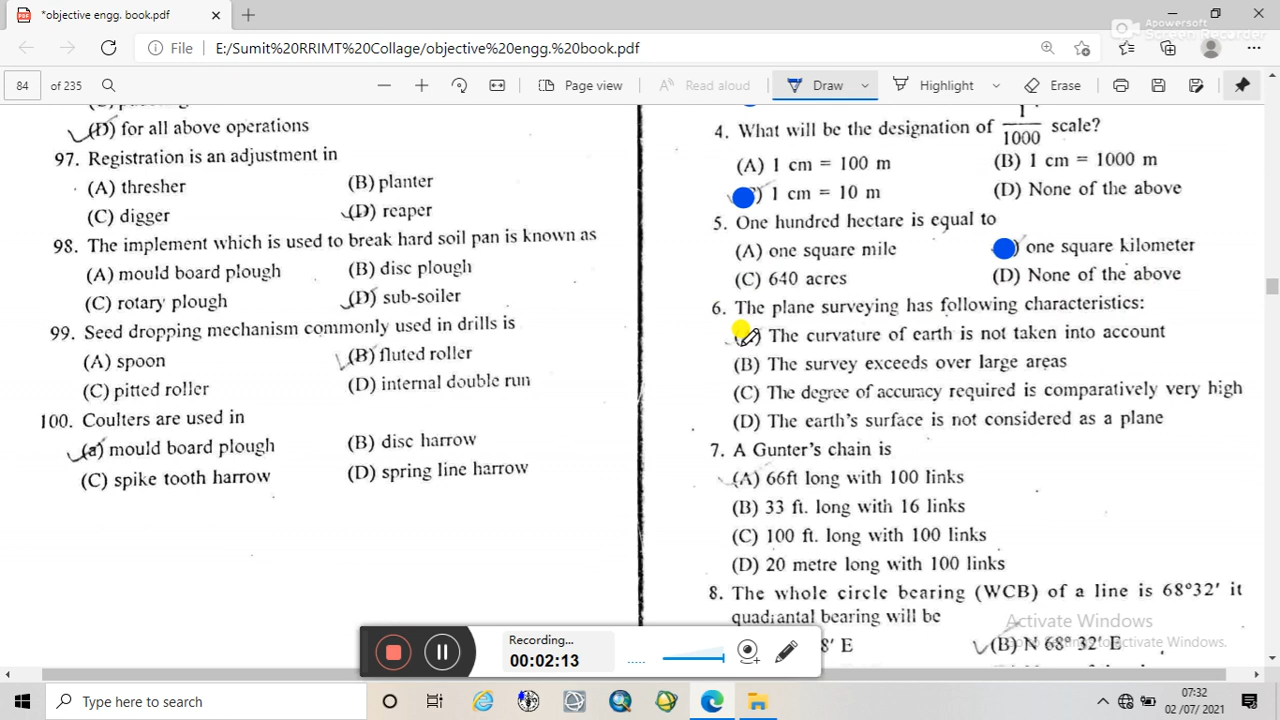 *objective engg. book.pdf
Apowersoft
Screen Recorder
File E:/Sumit%20RRIMT%20Collage/objective%20engg.%20book.pdf
84 of 235 Page view Read aloud Draw Highlight Erase
(D) for all above operations
97. Registration is an adjustment in
(A) thresher (B) planter
(C) digger (D) reaper
98. The implement which is used to break hard soil pan is known as
(A) mould board plough (B) disc plough
(C) rotary plough (D) sub-soiler
99. Seed dropping mechanism commonly used in drills is
(A) spoon (B) fluted roller
(C) pitted roller (D) internal double run
100. Coulters are used in
(a) mould board plough (B) disc harrow
(C) spike tooth harrow (D) spring line harrow
4. What will be the designation of 1/1000 scale?
(A) 1 cm = 100 m (B) 1 cm = 1000 m
) 1 cm = 10 m (D) None of the above
5. One hundred hectare is equal to
(A) one square mile ) one square kilometer
(C) 640 acres (D) None of the above
6. The plane surveying has following characteristics:
) The curvature of earth is not taken into account
(B) The survey exceeds over large areas
(C) The degree of accuracy required is comparatively very high
(D) The earth's surface is not considered as a plane
7. A Gunter's chain is
(A) 66ft long with 100 links
(B) 33 ft. long with 16 links
(C) 100 ft. long with 100 links
(D) 20 metre long with 100 links
8. The whole circle bearing (WCB) of a line is 68°32' it
quadiantal bearing will be
8' E (B) N 68° 32' E
Activate Windows
Go to Settings to activate Windows.
Recording...
00:02:13
Type here to search
07:32
02/07/2021